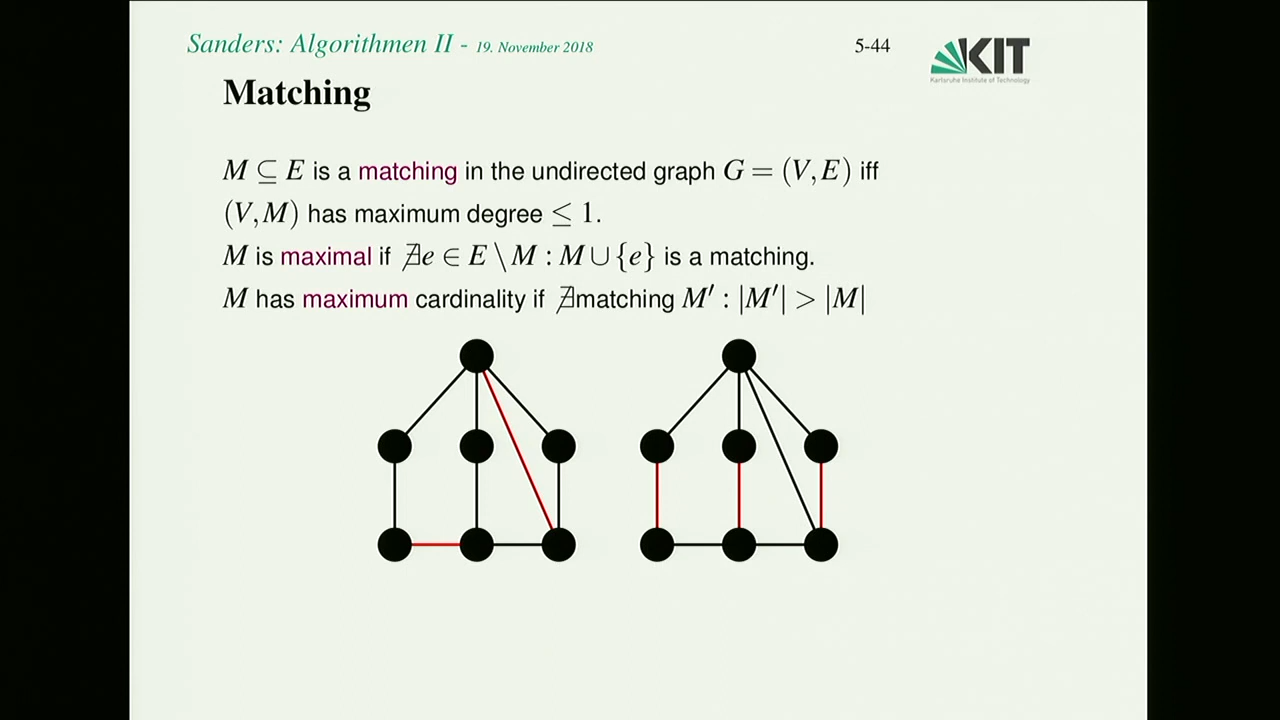 Sanders: Algorithmen II - 19. November 2018
5-44
KIT
Karlsruhe Institute of Technology
Matching
M ⊆ E is a matching in the undirected graph G = (V, E) iff
(V, M) has maximum degree ≤ 1.
M is maximal if ∄e ∈ E \ M : M ∪ {e} is a matching.
M has maximum cardinality if ∄matching M′ : |M′| > |M|